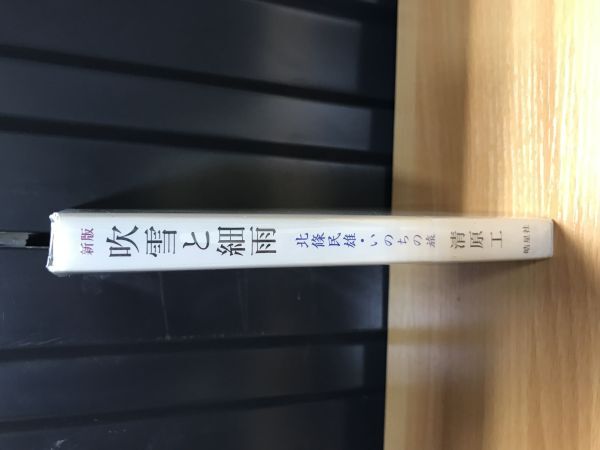 新版
吹雪と細雨
北條民雄・いのちの旅
清原工
皓星社